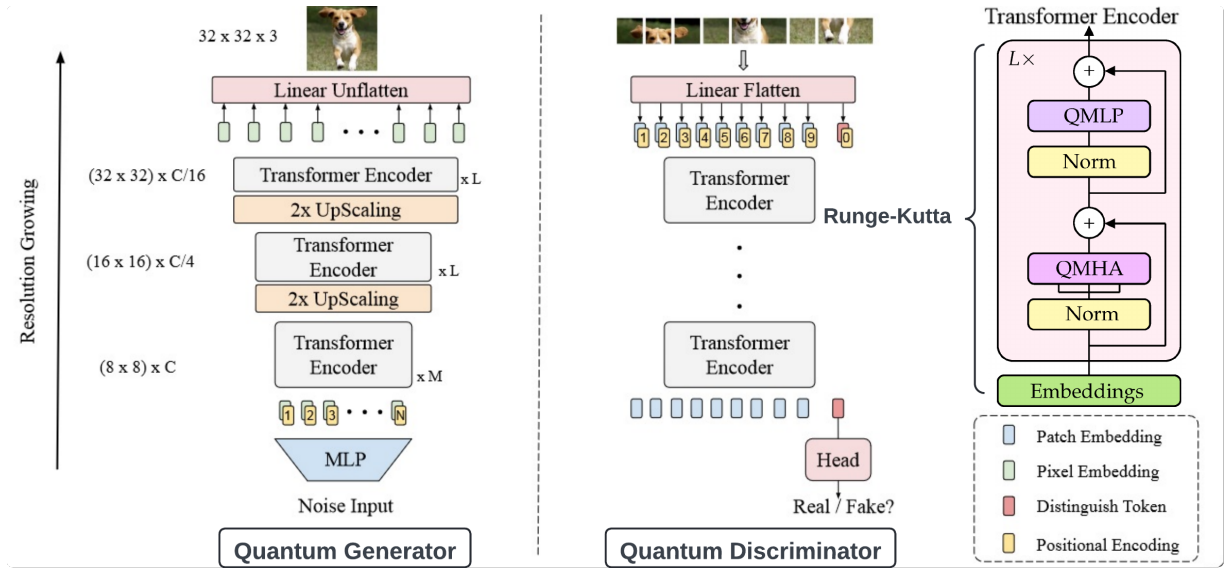 32 x 32 x 3
Linear Unflatten
(32 x 32) x C/16
Transformer Encoder
x L
2x UpScaling
(16 x 16) x C/4
Transformer
Encoder
x L
2x UpScaling
(8 x 8) x C
Transformer
Encoder
x M
1 2 3 N
MLP
Noise Input
Resolution Growing
Quantum Generator
Linear Flatten
1 2 3 4 5 6 7 8 9 0
Transformer
Encoder
Transformer
Encoder
Head
Real / Fake?
Quantum Discriminator
Runge-Kutta
Transformer Encoder
L×
+
QMLP
Norm
+
QMHA
Norm
Embeddings
Patch Embedding
Pixel Embedding
Distinguish Token
Positional Encoding